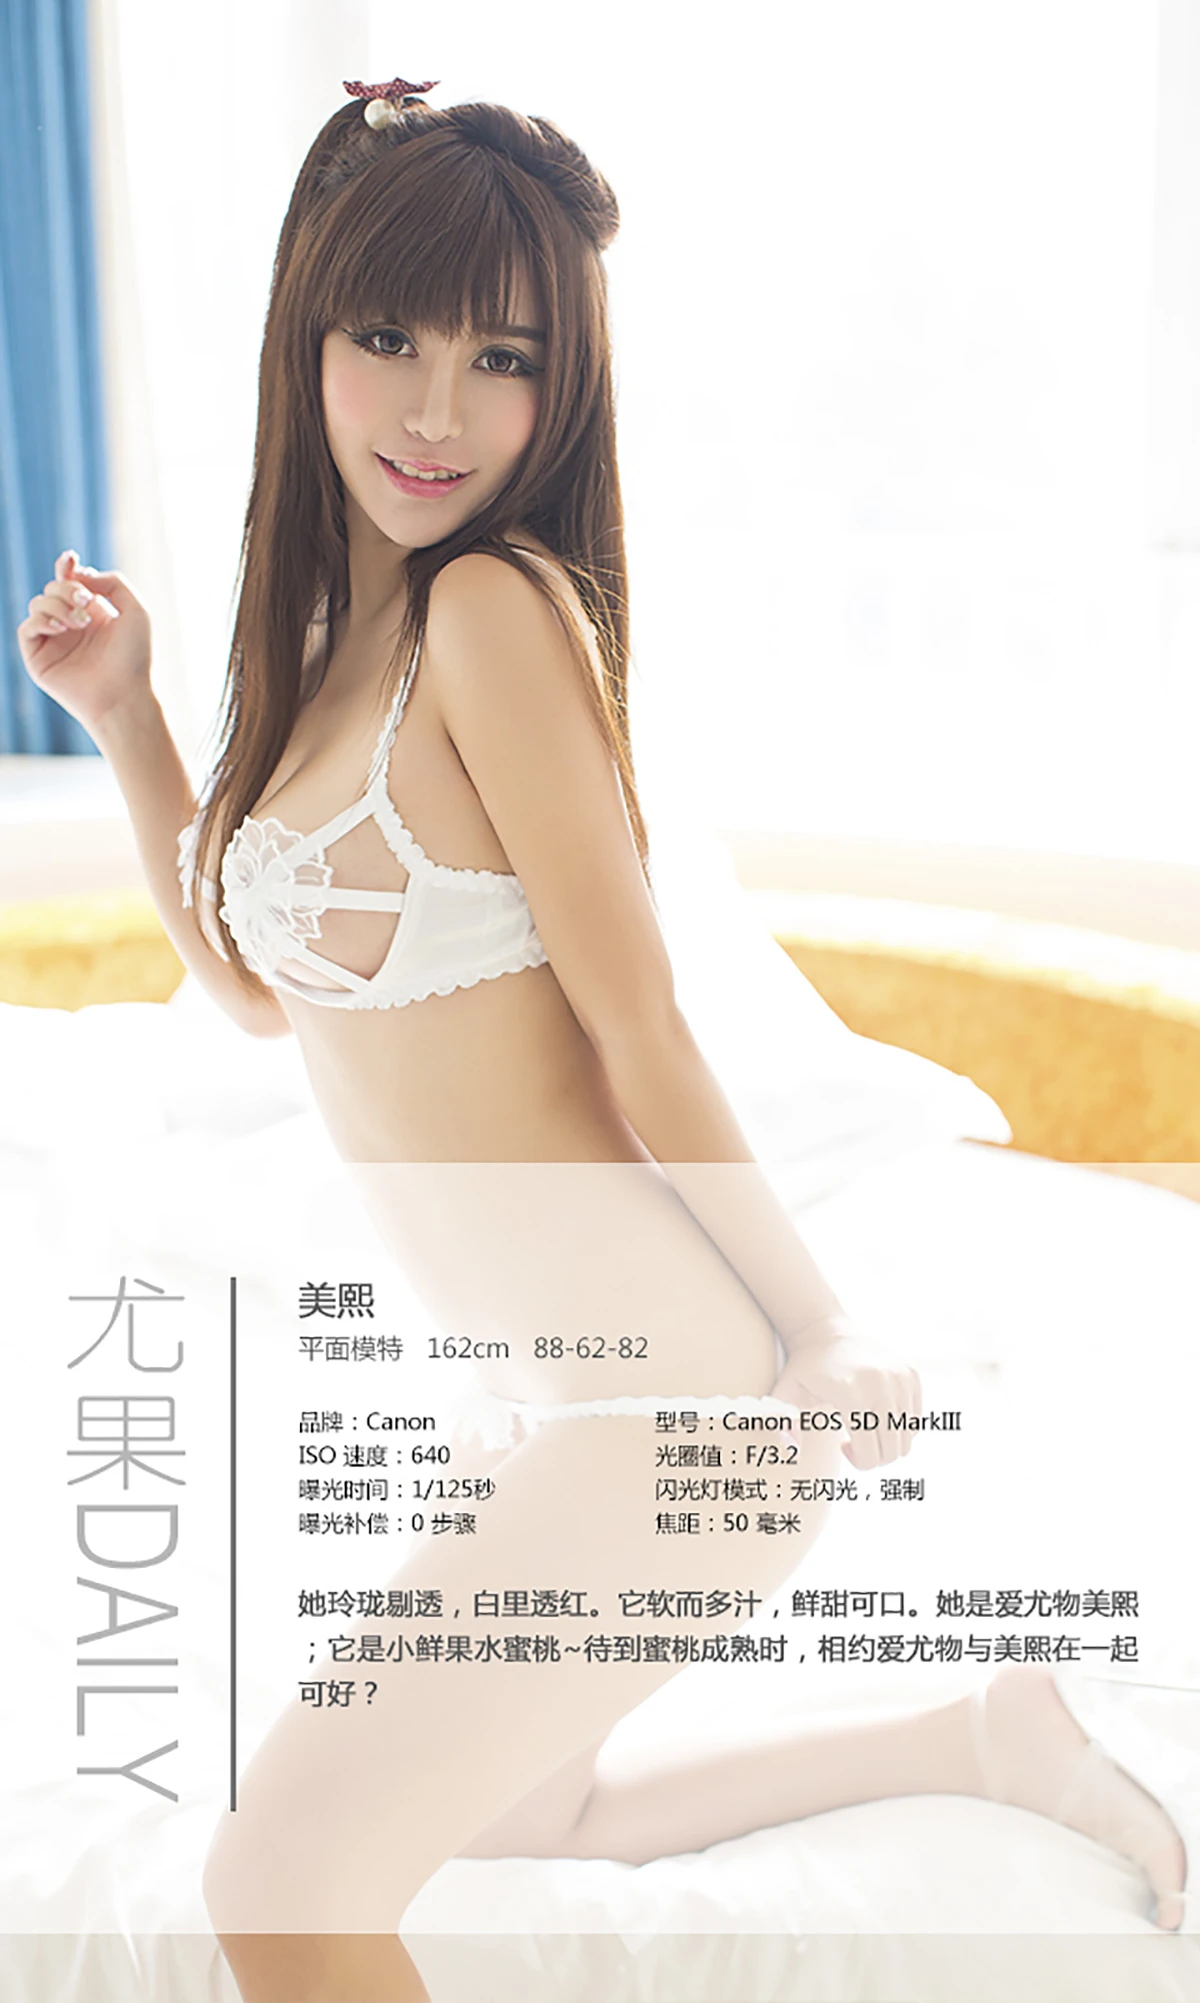 尤果DAILY
美熙
平面模特 162cm 88-62-82
品牌：Canon 型号：Canon EOS 5D MarkIII
ISO 速度：640 光圈值：F/3.2
曝光时间：1/125秒 闪光灯模式：无闪光，强制
曝光补偿：0 步骤 焦距：50 毫米
她玲珑剔透，白里透红。它软而多汁，鲜甜可口。她是爱尤物美熙
；它是小鲜果水蜜桃~待到蜜桃成熟时，相约爱尤物与美熙在一起
可好？